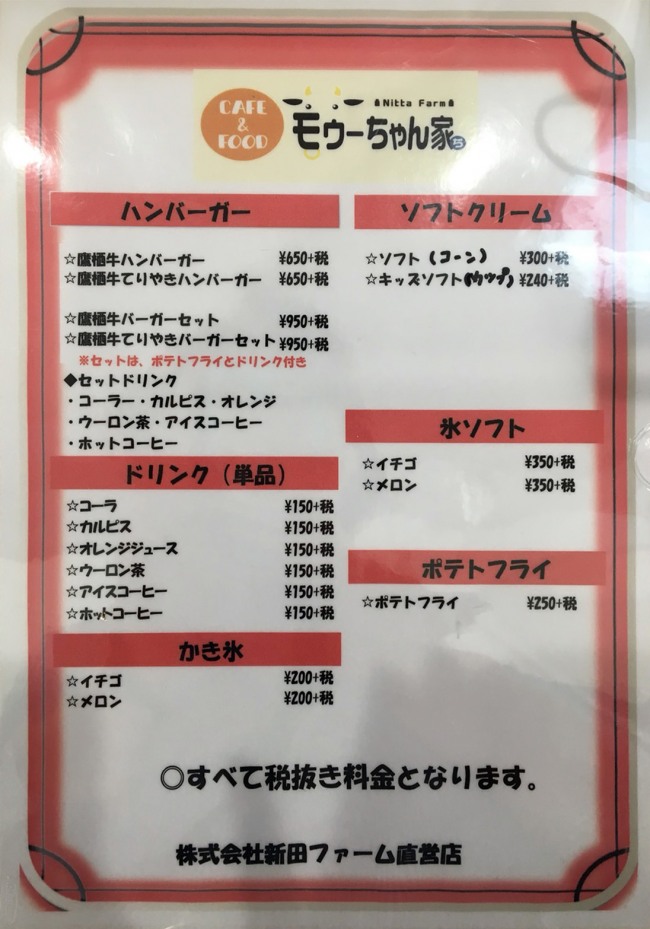 CAFE
&
FOOD
Nitta Farm
モゥーちゃん家
ち
ハンバーガー
☆鷹栖牛ハンバーガー ¥650+税
☆鷹栖牛てりやきハンバーガー ¥650+税
☆鷹栖牛バーガーセット ¥950+税
☆鷹栖牛てりやきバーガーセット ¥950+税
※セットは、ポテトフライとドリンク付き
◆セットドリンク
・コーラー・カルピス・オレンジ
・ウーロン茶・アイスコーヒー
・ホットコーヒー
ドリンク（単品）
☆コーラ ¥150+税
☆カルピス ¥150+税
☆オレンジジュース ¥150+税
☆ウーロン茶 ¥150+税
☆アイスコーヒー ¥150+税
☆ホットコーヒー ¥150+税
かき氷
☆イチゴ ¥200+税
☆メロン ¥200+税
ソフトクリーム
☆ソフト（コーン） ¥300+税
☆キッズソフト(カップ) ¥240+税
氷ソフト
☆イチゴ ¥350+税
☆メロン ¥350+税
ポテトフライ
☆ポテトフライ ¥250+税
○すべて税抜き料金となります。
株式会社新田ファーム直営店